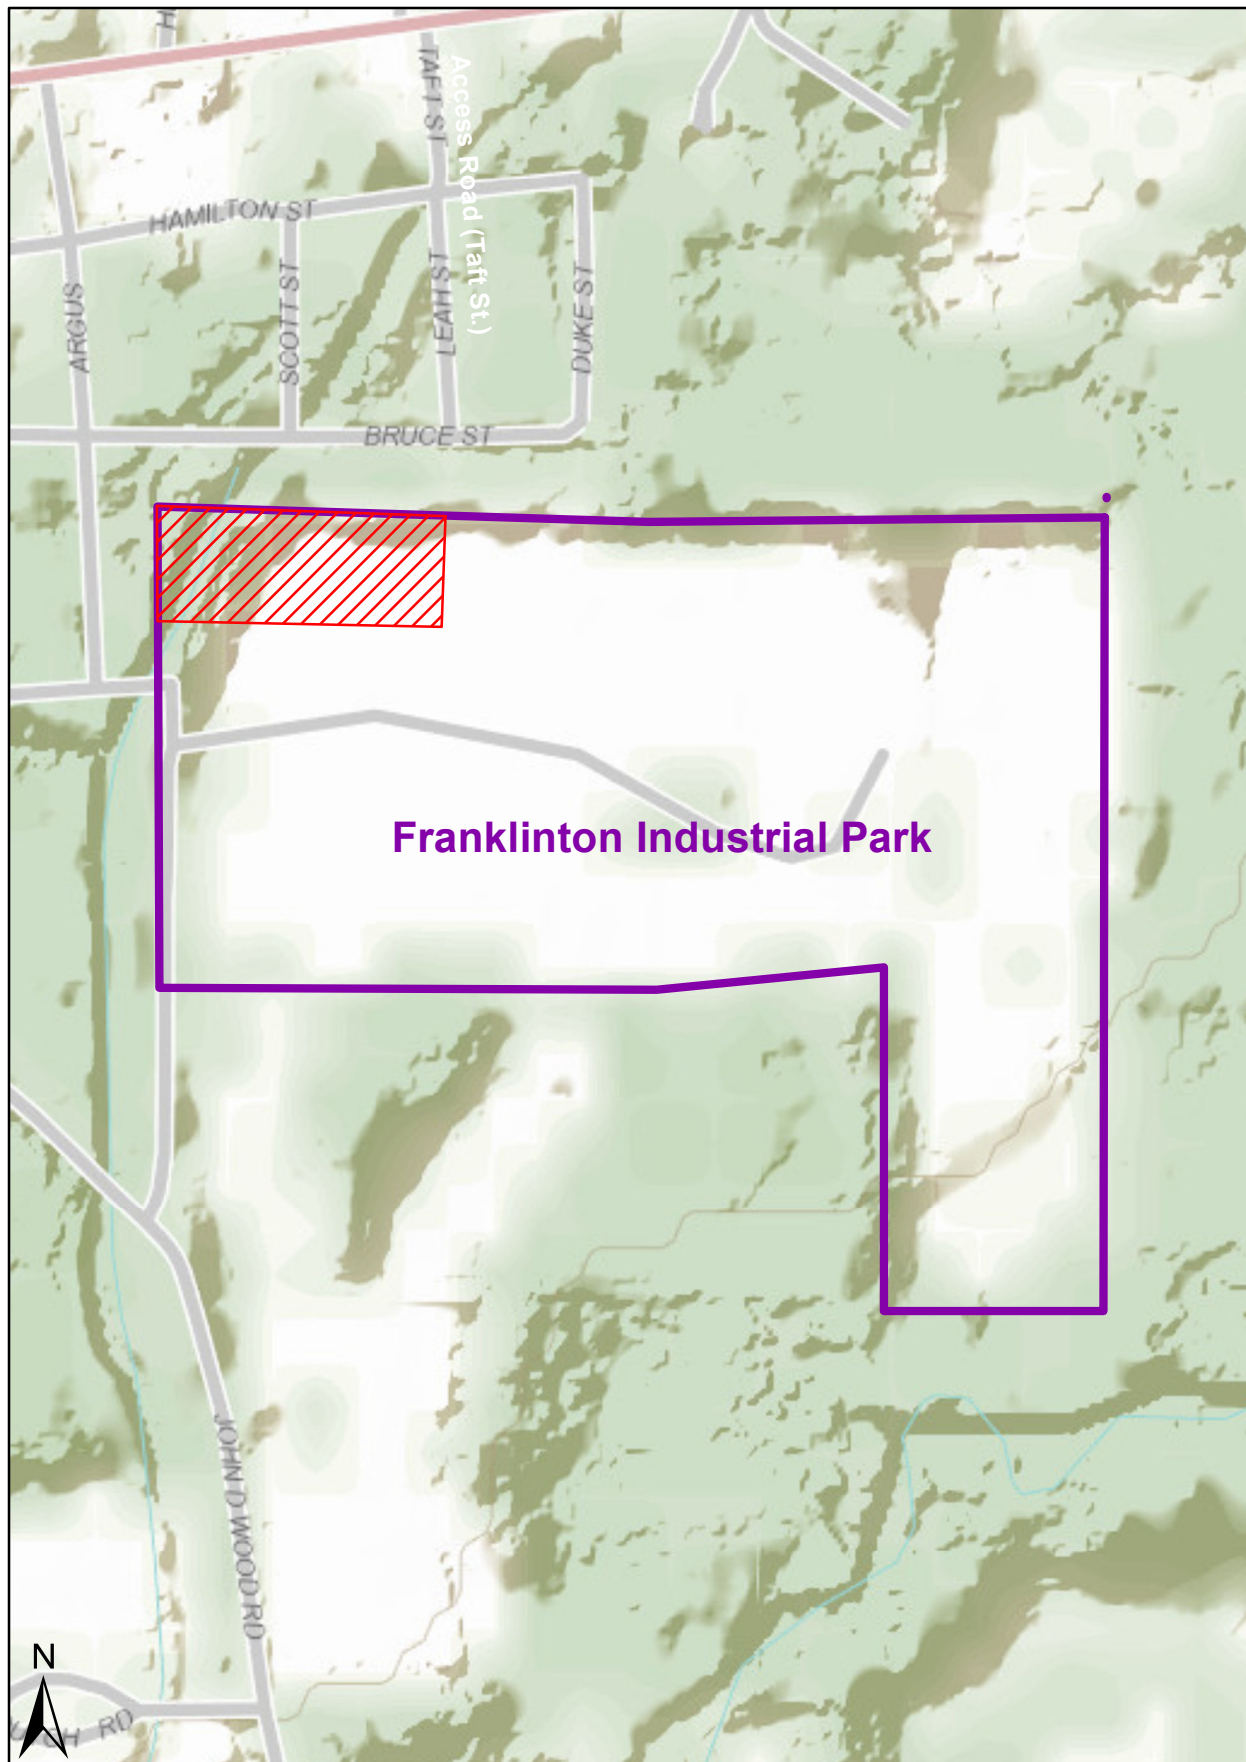 H
TAFT ST
Access Road (Taft St.)
HAMILTON ST
ARGUS
SCOTT ST
LEAH ST
DUKE ST
BRUCE ST
Franklinton Industrial Park
JOHN D WOOD RD
N
RD